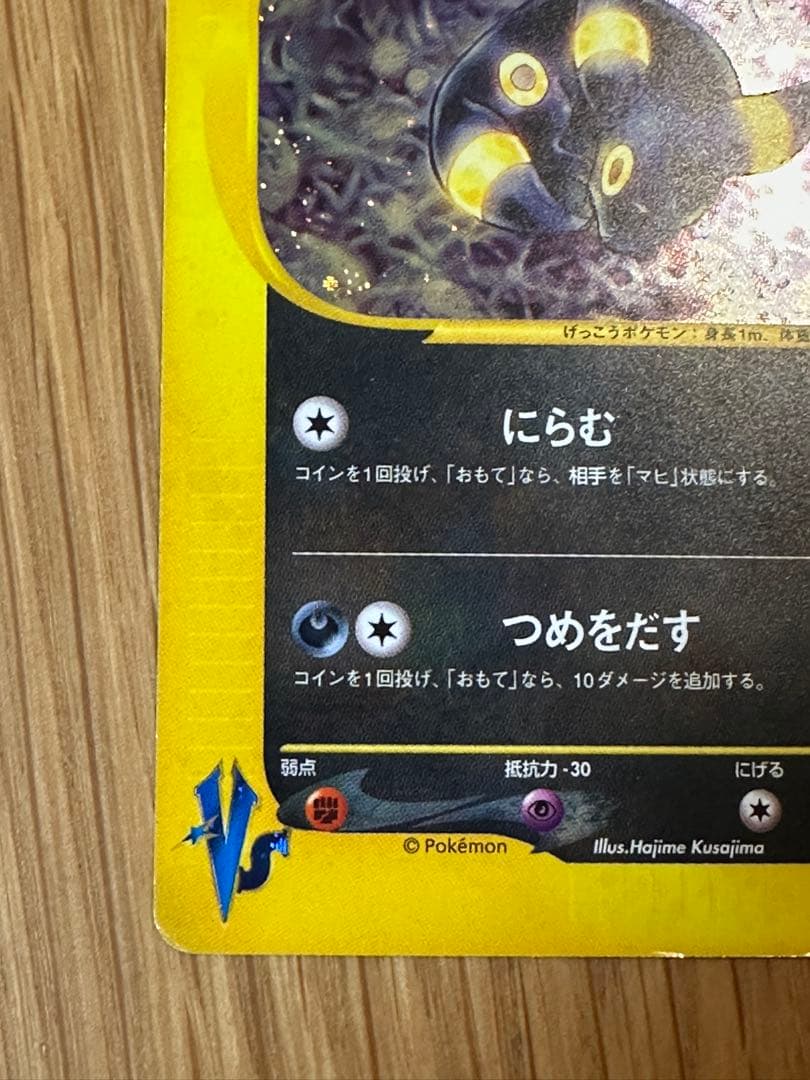 げっこうポケモン：身長1m、体
にらむ
コインを1回投げ、「おもて」なら、相手を「マヒ」状態にする。
つめをだす
コインを1回投げ、「おもて」なら、10ダメージを追加する。
弱点 抵抗力-30 にげる
VS
© Pokémon Illus.Hajime Kusajima